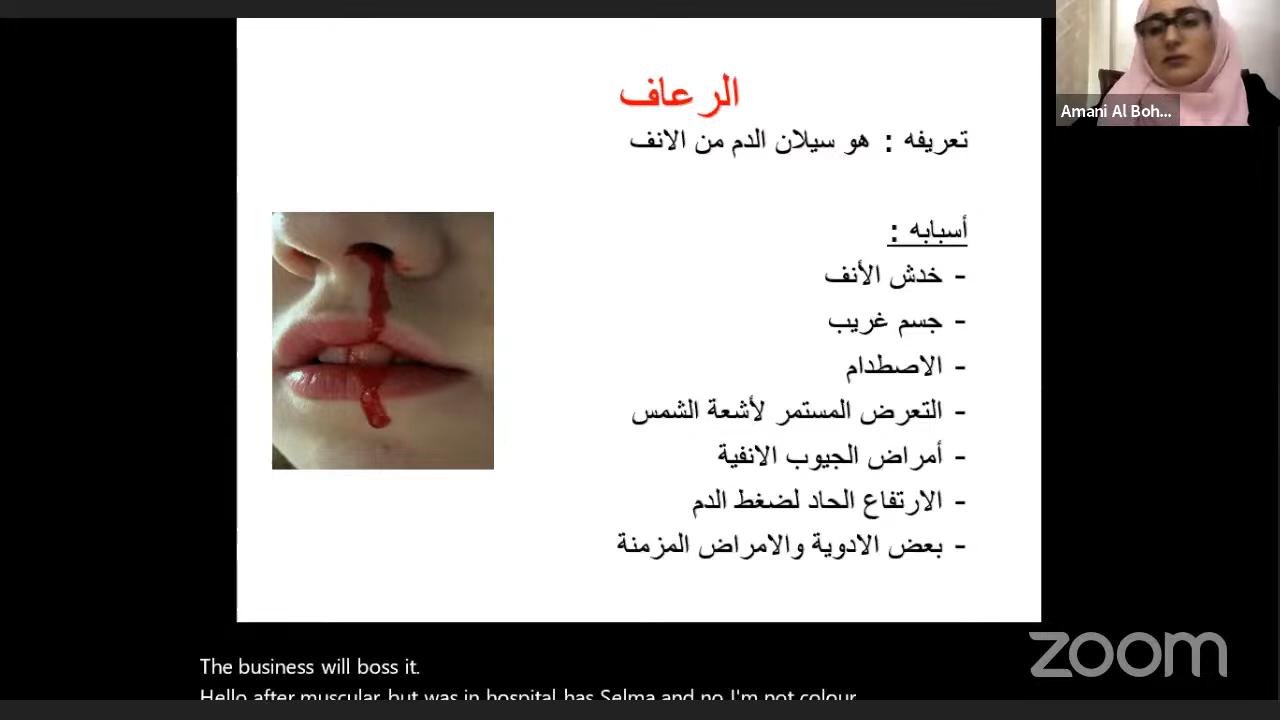 الرعاف
تعريفه : هو سيلان الدم من الانف
أسبابه :
- خدش الأنف
- جسم غريب
- الاصطدام
- التعرض المستمر لأشعة الشمس
- أمراض الجيوب الانفية
- الارتفاع الحاد لضغط الدم
- بعض الادوية والامراض المزمنة
Amani Al Boh...
The business will boss it.
Hello after muscular, but was in hospital has Selma and no I'm not colour
zoom